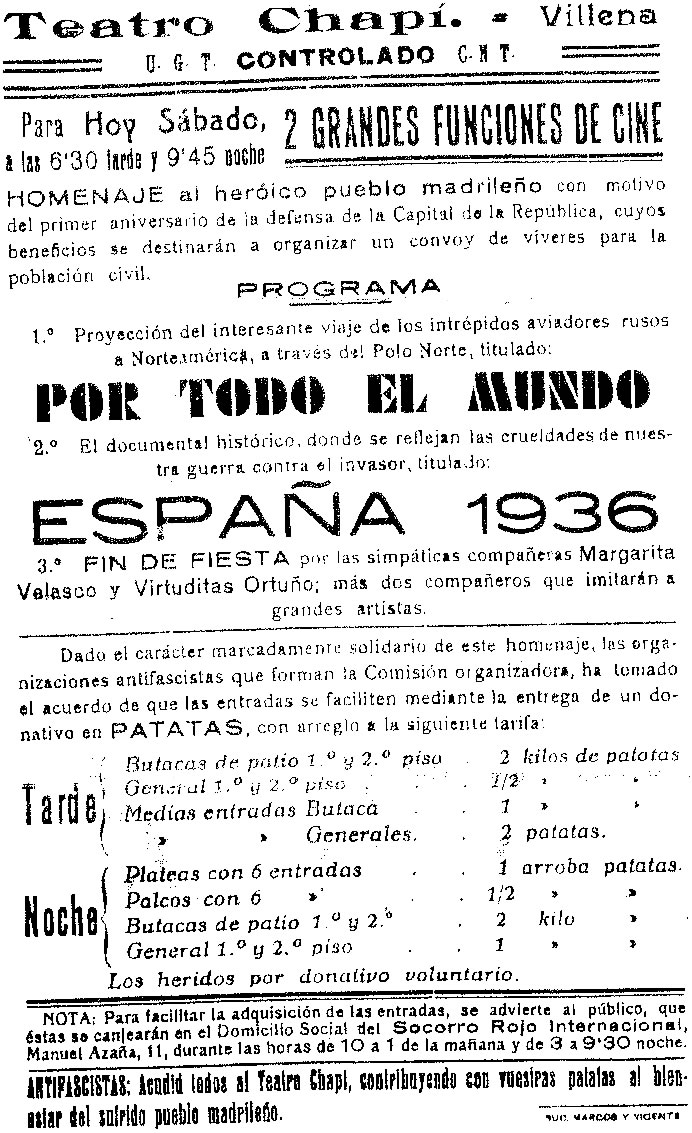 Teatro Chapí. - Villena
U. G. T. CONTROLADO C. N T.
Para Hoy Sábado, 2 GRANDES FUNCIONES DE CINE
a las 6'30 tarde y 9'45 noche
HOMENAJE al heróico pueblo madrileño con motivo
del primer aniversario de la defensa de la Capital de la República, cuyos
beneficios se destinarán a organizar un convoy de víveres para la
población civil.
PROGRAMA
1.º Proyección del interesante viaje de los intrépidos aviadores rusos
a Norteamérica, a través del Polo Norte, titulado:
POR TODO EL MUNDO
2.º El documental histórico, donde se reflejan las crueldades de nues-
tra guerra contra el invasor, titulado:
ESPAÑA 1936
3.º FIN DE FIESTA por las simpáticas compañeras Margarita
Velasco y Virtuditas Ortuño; más dos compañeros que imitarán a
grandes artistas.
Dado el carácter marcadamente solidario de este homenaje, las orga-
nizaciones antifascistas que forman la Comisión organizadora, ha tomado
el acuerdo de que las entradas se faciliten mediante la entrega de un do-
nativo en PATATAS, con arreglo a la siguiente tarifa:
Tarde
Butacas de patio 1.º y 2.º piso 2 kilos de patatas
General 1.º y 2.º piso . . 1/2 » »
Medias entradas Butaca . 1 » »
» » Generales. . 2 patatas.
Noche
Plateas con 6 entradas . . 1 arroba patatas.
Palcos con 6 » . . 1/2 » »
Butacas de patio 1.º y 2.º . 2 kilo »
General 1.º y 2.º piso . . 1 » »
Los heridos por donativo voluntario.
NOTA: Para facilitar la adquisición de las entradas, se advierte al público, que
éstas se canjearán en el Domicilio Social del Socorro Rojo Internacional,
Manuel Azaña, 11, durante las horas de 10 a 1 de la mañana y de 3 a 9'30 noche.
ANTIFASCISTAS: Acudid todos al Teatro Chapí, contribuyendo con vuestras patatas al bien-
estar del sufrido pueblo madrileño.
SUC. MARCOS Y VICENTE